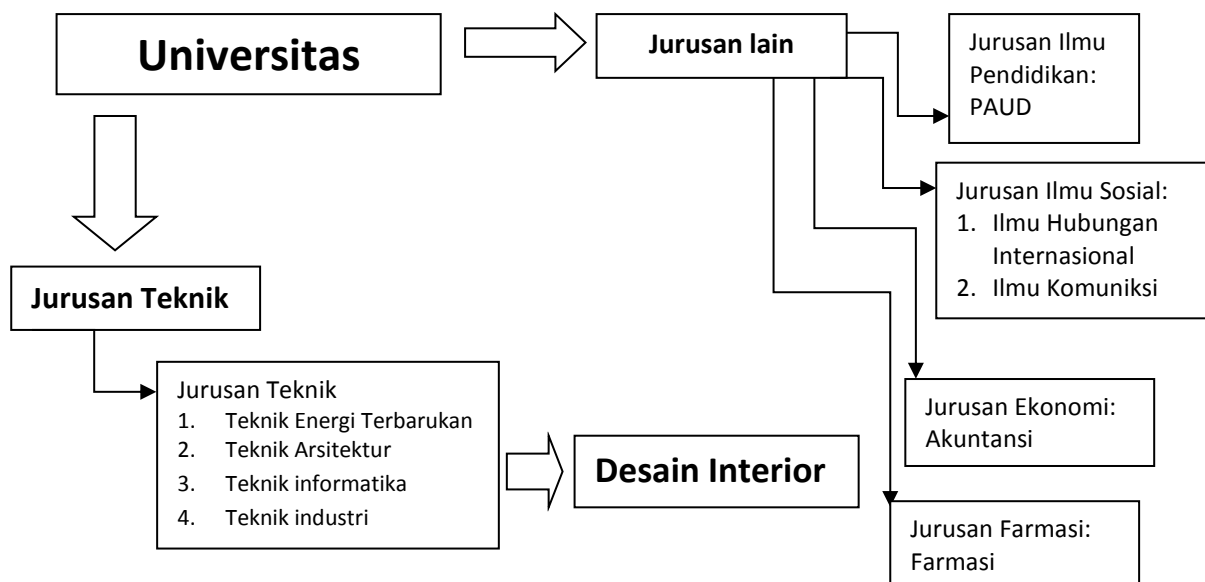 Universitas
Jurusan lain
Jurusan Ilmu
Pendidikan:
PAUD
Jurusan Ilmu Sosial:
1. Ilmu Hubungan
Internasional
2. Ilmu Komuniksi
Jurusan Teknik
Jurusan Teknik
1. Teknik Energi Terbarukan
2. Teknik Arsitektur
3. Teknik informatika
4. Teknik industri
Desain Interior
Jurusan Ekonomi:
Akuntansi
Jurusan Farmasi:
Farmasi